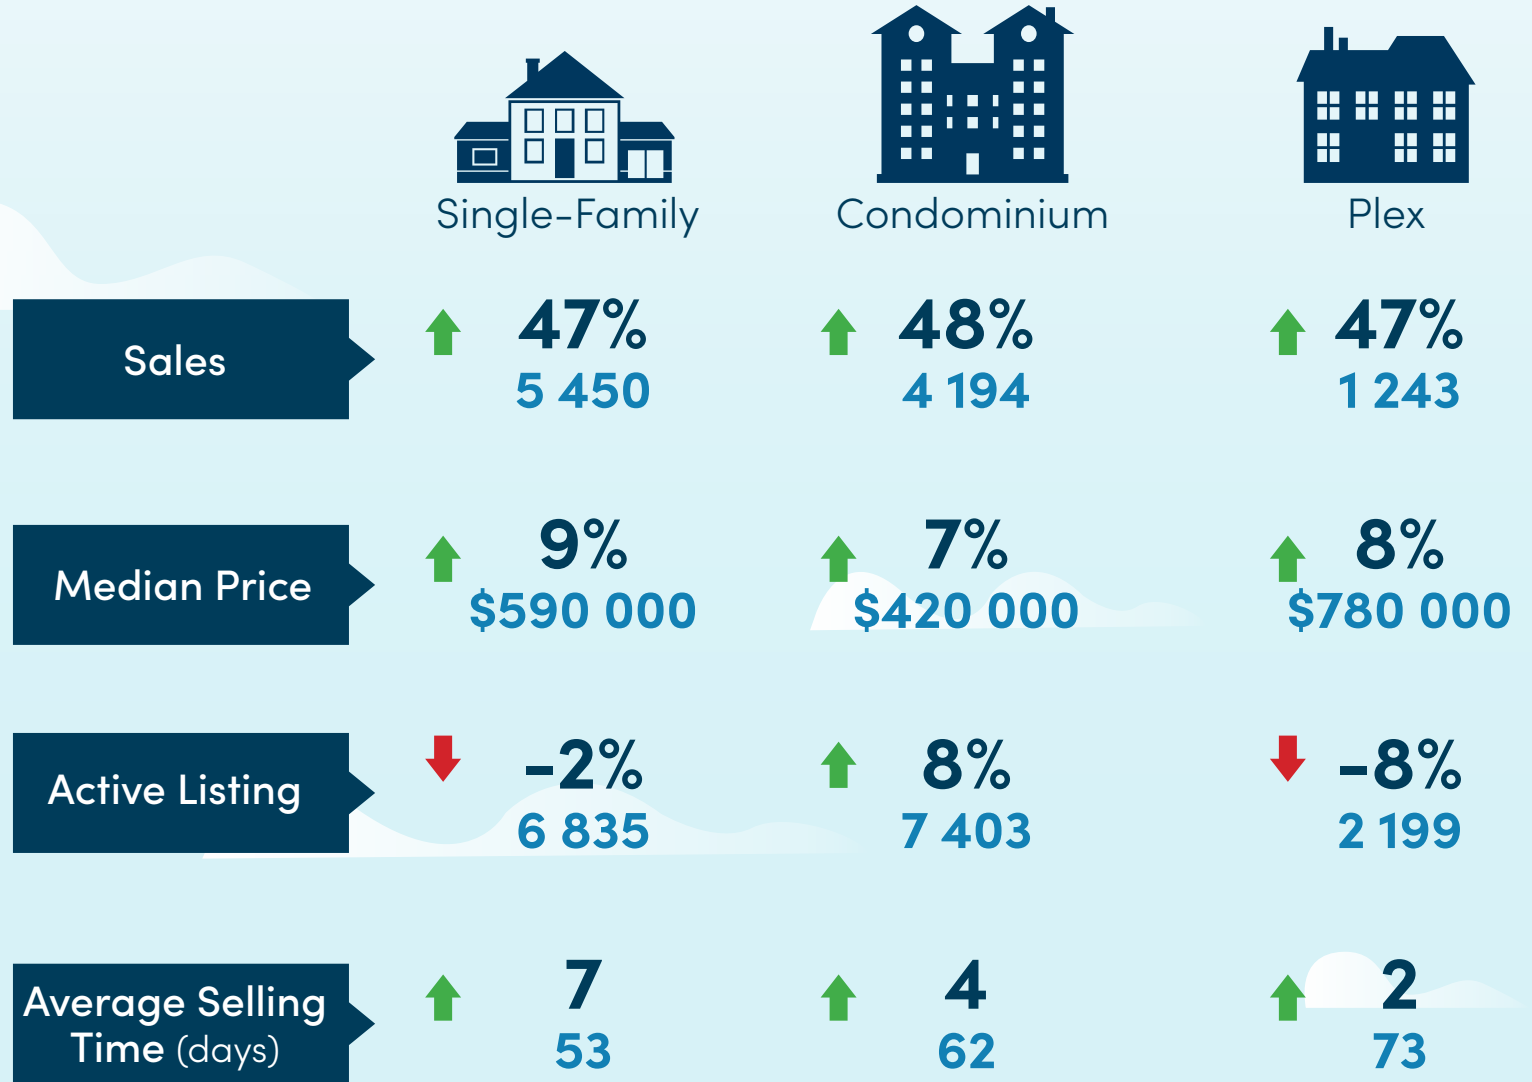 Single-Family Condominium Plex
Sales
47% 48% 47%
5 450 4 194 1 243
Median Price
9% 7% 8%
$590 000 $420 000 $780 000
Active Listing
-2% 8% -8%
6 835 7 403 2 199
Average Selling
Time (days)
7 4 2
53 62 73